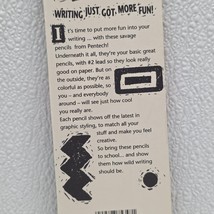 WRITING JUST GOT MORE FUN!
It's time to put more fun into your
writing ... with these savage
pencils, from Pentech!
Underneath it all, they're your basic great
pencils, with #2 lead so they look really
good on paper. But on
the outside, they're as
colorful as possible, so
you - and everybody
around - will see just how cool
you really are.
Each pencil shows off the latest in
graphic styling, to match all your
stuff and make you feel
creative.
So bring these pencils
to school... and show
them how wild writing
should be.